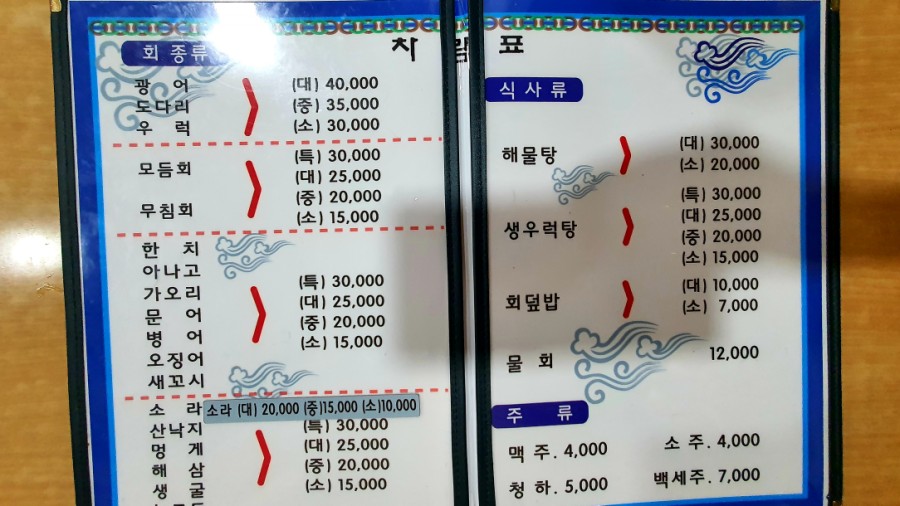 차림표
회 종류
광 어
도다리
우 럭
(대) 40,000
(중) 35,000
(소) 30,000
모듬회
무침회
(특) 30,000
(대) 25,000
(중) 20,000
(소) 15,000
한 치
아나고
가오리
문 어
병 어
오징어
새꼬시
(특) 30,000
(대) 25,000
(중) 20,000
(소) 15,000
소 라 소라 (대) 20,000 (중)15,000 (소)10,000
산낙지
멍 게
해 삼
생 굴
(특) 30,000
(대) 25,000
(중) 20,000
(소) 15,000
식사류
해물탕
(대) 30,000
(소) 20,000
생우럭탕
(특) 30,000
(대) 25,000
(중) 20,000
(소) 15,000
회덮밥
(대) 10,000
(소) 7,000
물 회 12,000
주 류
맥 주. 4,000 소 주. 4,000
청 하. 5,000 백세주. 7,000